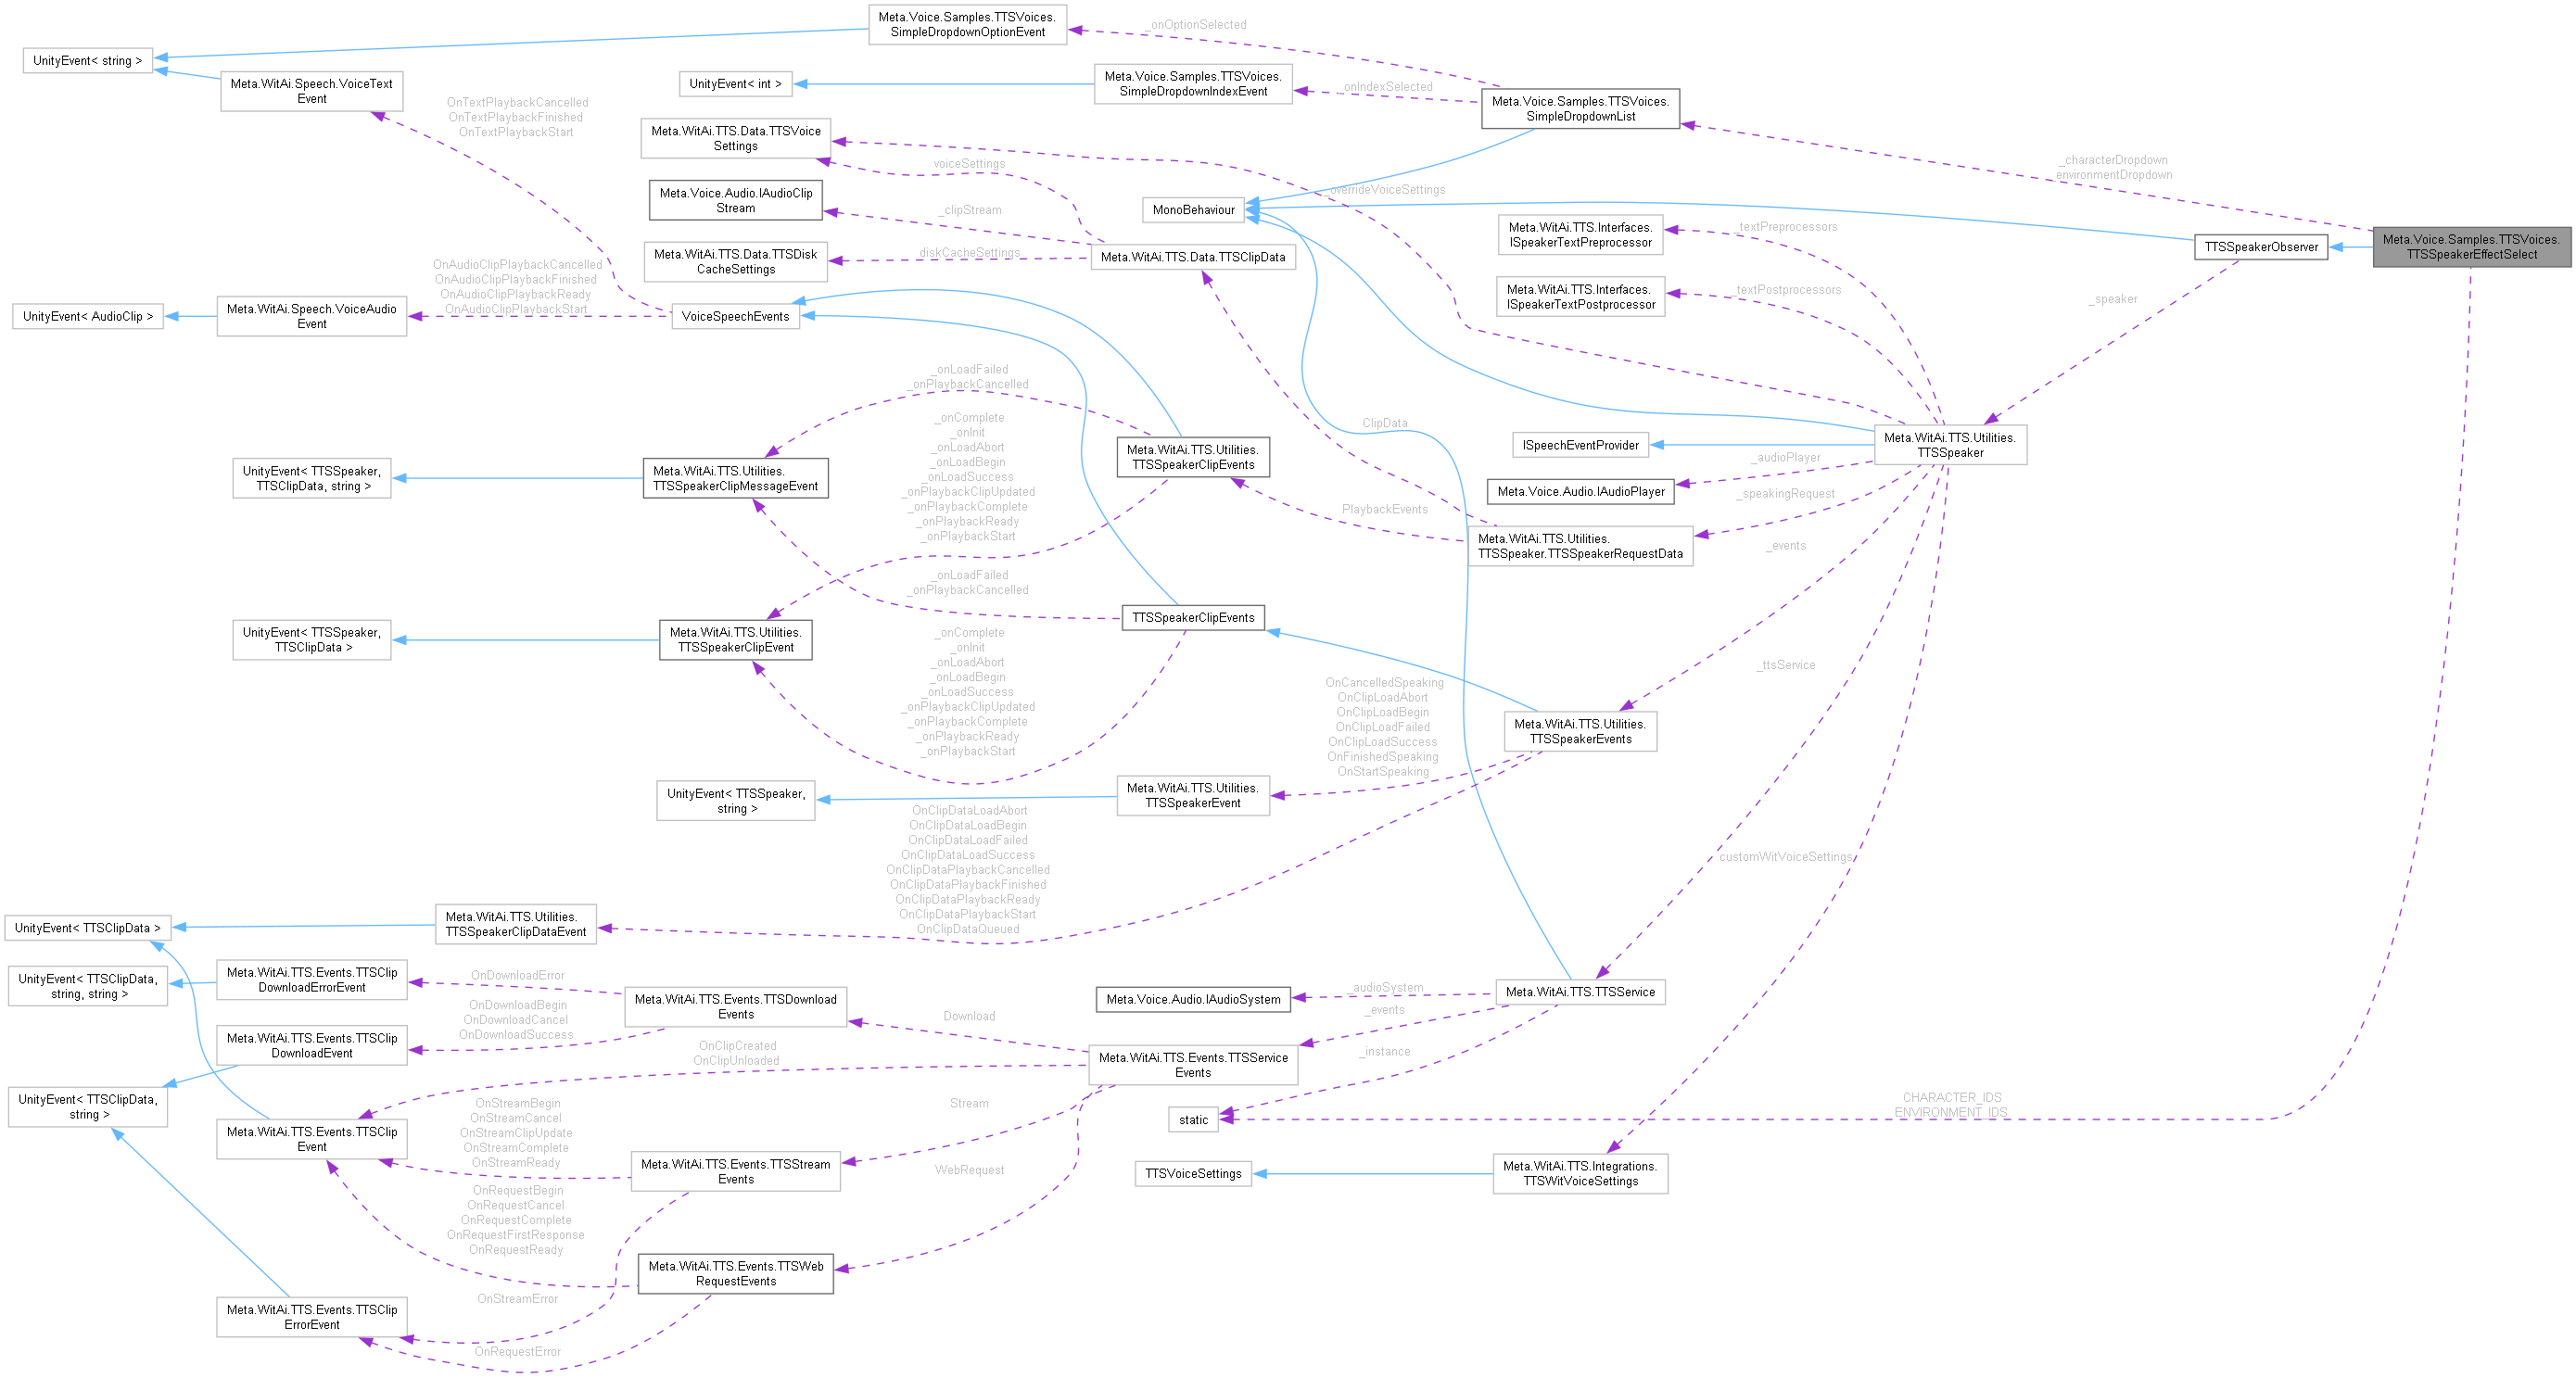 Meta.Voice.Samples.TTSVoices.
SimpleDropdownOptionEvent
_onOptionSelected
UnityEvent< string >
Meta.WitAi.Speech.VoiceText
Event
UnityEvent< int >
Meta.Voice.Samples.TTSVoices.
SimpleDropdownIndexEvent
_onIndexSelected
Meta.Voice.Samples.TTSVoices.
SimpleDropdownList
OnTextPlaybackCancelled
OnTextPlaybackFinished
OnTextPlaybackStart
Meta.WitAi.TTS.Data.TTSVoice
Settings
voiceSettings
_characterDropdown
_environmentDropdown
Meta.Voice.Audio.IAudioClip
Stream
_clipStream
MonoBehaviour
_overrideVoiceSettings
Meta.WitAi.TTS.Interfaces.
ISpeakerTextPreprocessor
_textPreprocessors
TTSSpeakerObserver
Meta.Voice.Samples.TTSVoices.
TTSSpeakerEffectSelect
Meta.WitAi.TTS.Data.TTSDisk
CacheSettings
diskCacheSettings
Meta.WitAi.TTS.Data.TTSClipData
OnAudioClipPlaybackCancelled
OnAudioClipPlaybackFinished
OnAudioClipPlaybackReady
OnAudioClipPlaybackStart
Meta.WitAi.TTS.Interfaces.
ISpeakerTextPostprocessor
_textPostprocessors
_speaker
UnityEvent< AudioClip >
Meta.WitAi.Speech.VoiceAudio
Event
VoiceSpeechEvents
_onLoadFailed
_onPlaybackCancelled
_onComplete
_onInit
_onLoadAbort
_onLoadBegin
_onLoadSuccess
_onPlaybackClipUpdated
_onPlaybackComplete
_onPlaybackReady
_onPlaybackStart
ClipData
Meta.WitAi.TTS.Utilities.
TTSSpeakerClipEvents
ISpeechEventProvider
Meta.WitAi.TTS.Utilities.
TTSSpeaker
UnityEvent< TTSSpeaker,
TTSClipData, string >
Meta.WitAi.TTS.Utilities.
TTSSpeakerClipMessageEvent
_audioPlayer
Meta.Voice.Audio.IAudioPlayer
_speakingRequest
PlaybackEvents
Meta.WitAi.TTS.Utilities.
TTSSpeaker.TTSSpeakerRequestData
_events
_onLoadFailed
_onPlaybackCancelled
TTSSpeakerClipEvents
UnityEvent< TTSSpeaker,
TTSClipData >
Meta.WitAi.TTS.Utilities.
TTSSpeakerClipEvent
_onComplete
_onInit
_onLoadAbort
_onLoadBegin
_onLoadSuccess
_onPlaybackClipUpdated
_onPlaybackComplete
_onPlaybackReady
_onPlaybackStart
_ttsService
OnCancelledSpeaking
OnClipLoadAbort
OnClipLoadBegin
OnClipLoadFailed
OnClipLoadSuccess
OnFinishedSpeaking
OnStartSpeaking
Meta.WitAi.TTS.Utilities.
TTSSpeakerEvents
UnityEvent< TTSSpeaker,
string >
Meta.WitAi.TTS.Utilities.
TTSSpeakerEvent
OnClipDataLoadAbort
OnClipDataLoadBegin
OnClipDataLoadFailed
OnClipDataLoadSuccess
OnClipDataPlaybackCancelled
OnClipDataPlaybackFinished
OnClipDataPlaybackReady
OnClipDataPlaybackStart
OnClipDataQueued
customWitVoiceSettings
UnityEvent< TTSClipData >
Meta.WitAi.TTS.Utilities.
TTSSpeakerClipDataEvent
UnityEvent< TTSClipData,
string, string >
Meta.WitAi.TTS.Events.TTSClip
DownloadErrorEvent
OnDownloadError
OnDownloadBegin
OnDownloadCancel
OnDownloadSuccess
Meta.WitAi.TTS.Events.TTSDownload
Events
Download
Meta.Voice.Audio.IAudioSystem
_audioSystem
_events
_instance
Meta.WitAi.TTS.TTSService
Meta.WitAi.TTS.Events.TTSClip
DownloadEvent
OnClipCreated
OnClipUnloaded
Meta.WitAi.TTS.Events.TTSService
Events
UnityEvent< TTSClipData,
string >
Meta.WitAi.TTS.Events.TTSClip
Event
OnStreamBegin
OnStreamCancel
OnStreamClipUpdate
OnStreamComplete
OnStreamReady
Stream
static
CHARACTER_IDS
ENVIRONMENT_IDS
Meta.WitAi.TTS.Events.TTSStream
Events
WebRequest
TTSVoiceSettings
Meta.WitAi.TTS.Integrations.
TTSWitVoiceSettings
OnRequestBegin
OnRequestCancel
OnRequestComplete
OnRequestFirstResponse
OnRequestReady
Meta.WitAi.TTS.Events.TTSWeb
RequestEvents
OnStreamError
Meta.WitAi.TTS.Events.TTSClip
ErrorEvent
OnRequestError